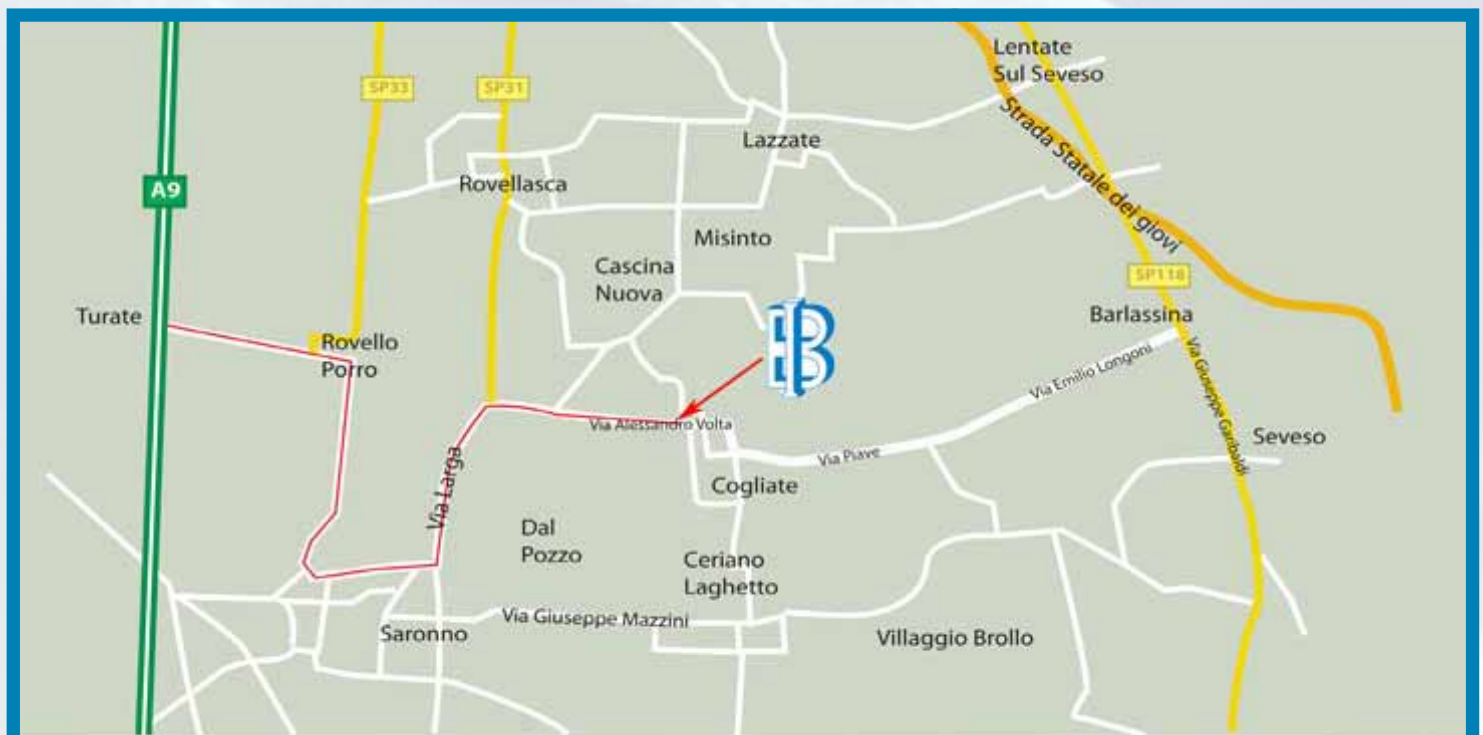 Lentate
Sul Seveso
SP33
SP31
Strada Statale dei giovi
Lazzate
A9
Rovellasca
Misinto
Cascina
Nuova
SP118
Turate
Barlassina
Rovello
Porro
B
Via Emilio Longoni
Via Giuseppe Garibaldi
Via Alessandro Volta
Seveso
Via Larga
Via Piave
Cogliate
Dal
Pozzo
Ceriano
Laghetto
Via Giuseppe Mazzini
Saronno
Villaggio Brollo